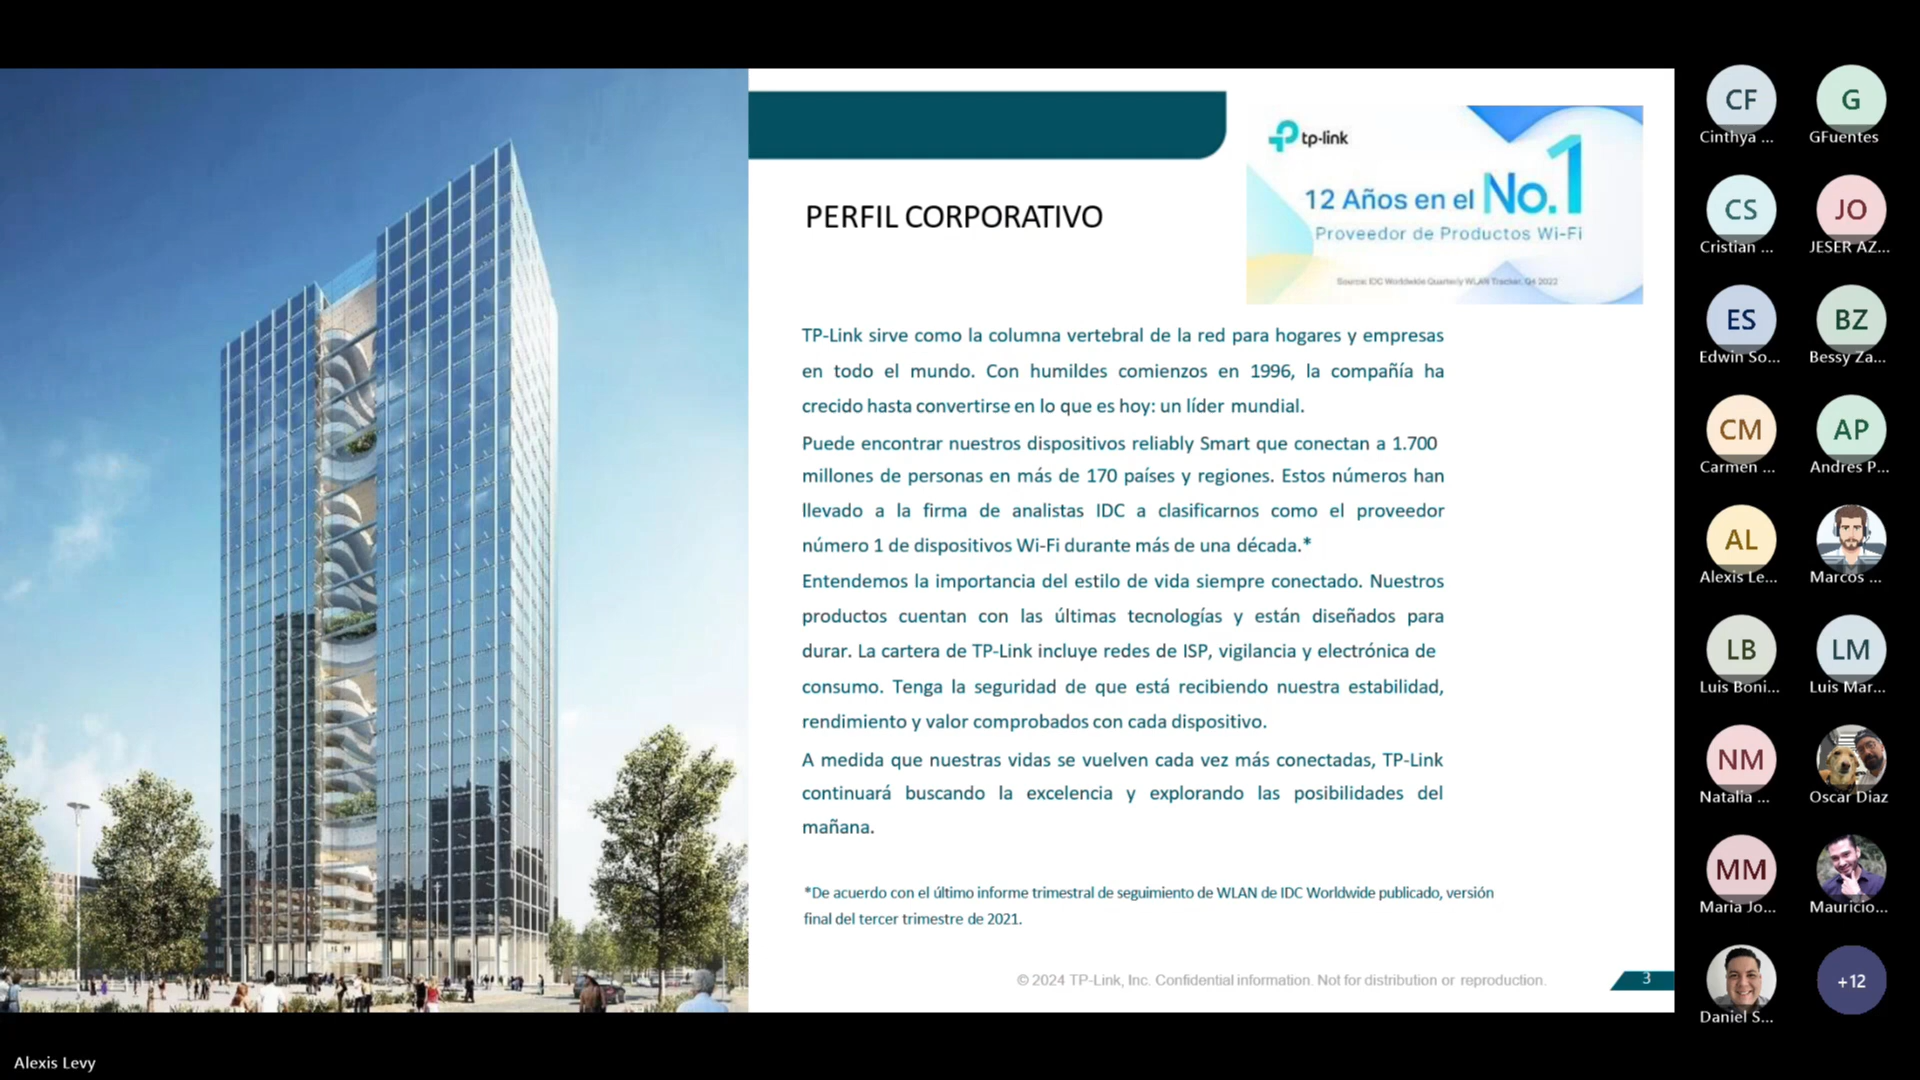 tp-link
12 Años en el No.1
Proveedor de Productos Wi-Fi
Source: IDC Worldwide Quarterly WLAN Tracker, Q4 2022
PERFIL CORPORATIVO
TP-Link sirve como la columna vertebral de la red para hogares y empresas
en todo el mundo. Con humildes comienzos en 1996, la compañía ha
crecido hasta convertirse en lo que es hoy: un líder mundial.
Puede encontrar nuestros dispositivos reliably Smart que conectan a 1.700
millones de personas en más de 170 países y regiones. Estos números han
llevado a la firma de analistas IDC a clasificarnos como el proveedor
número 1 de dispositivos Wi-Fi durante más de una década.*
Entendemos la importancia del estilo de vida siempre conectado. Nuestros
productos cuentan con las últimas tecnologías y están diseñados para
durar. La cartera de TP-Link incluye redes de ISP, vigilancia y electrónica de
consumo. Tenga la seguridad de que está recibiendo nuestra estabilidad,
rendimiento y valor comprobados con cada dispositivo.
A medida que nuestras vidas se vuelven cada vez más conectadas, TP-Link
continuará buscando la excelencia y explorando las posibilidades del
mañana.
*De acuerdo con el último informe trimestral de seguimiento de WLAN de IDC Worldwide publicado, versión
final del tercer trimestre de 2021.
© 2024 TP-Link, Inc. Confidential information. Not for distribution or reproduction.
3
CF
Cinthya ...
G
GFuentes
CS
Cristian ...
JO
JESER AZ...
ES
Edwin So...
BZ
Bessy Za...
CM
Carmen ...
AP
Andres P...
AL
Alexis Le...
Marcos ...
LB
Luis Boni...
LM
Luis Mar...
NM
Natalia ...
Oscar Diaz
MM
Maria Jo...
Mauricio...
Daniel S...
+12
Alexis Levy